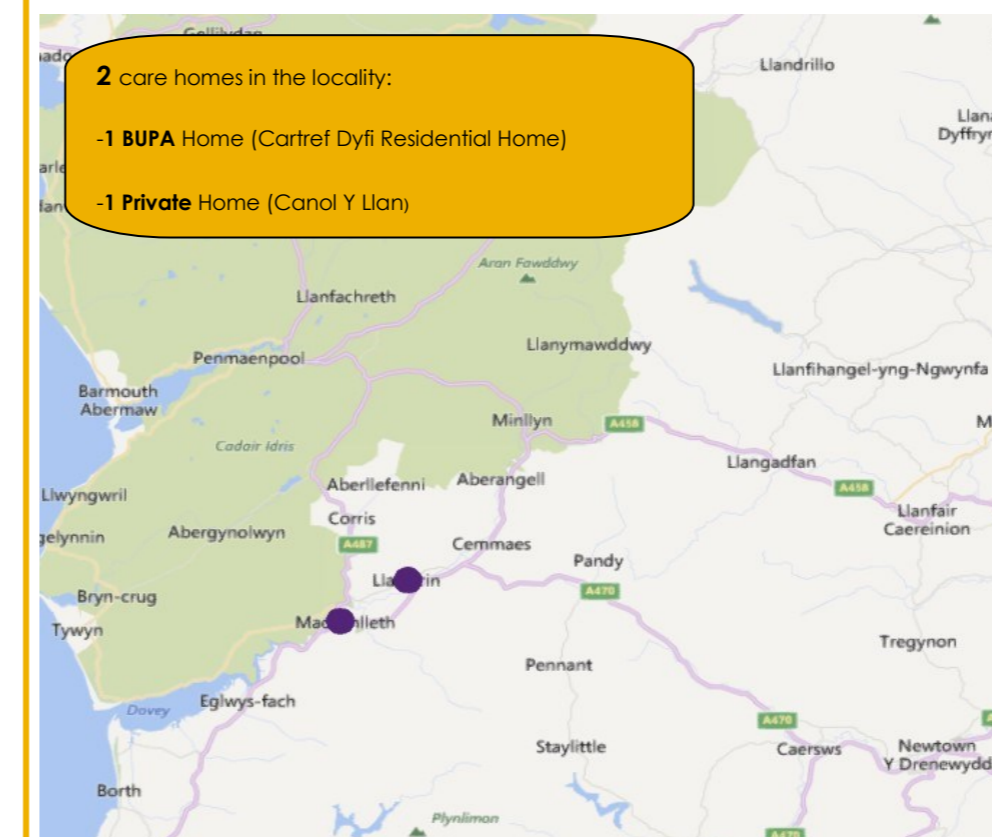 2 care homes in the locality:
-1 BUPA Home (Cartref Dyfi Residential Home)
-1 Private Home (Canol Y Llan)
Llandrillo
Aran Fawddwy
Llanfachreth
Llanymawddwy
Penmaenpool
Llanfihangel-yng-Ngwynfa
Barmouth
Abermaw
Minllyn
A458
Cadair Idris
Llangadfan
Aberllefenni
Aberangell
A458
Llwyngwril
Llanfair
Caereinion
Corris
Abergynolwyn
A487
Cemmaes
Pandy
A470
Bryn-crug
Tywyn
Tregynon
Pennant
Eglwys-fach
Dovey
A470
Staylittle
Caersws
Newtown
Y Drenewydd
Borth
Plynlimon
A470